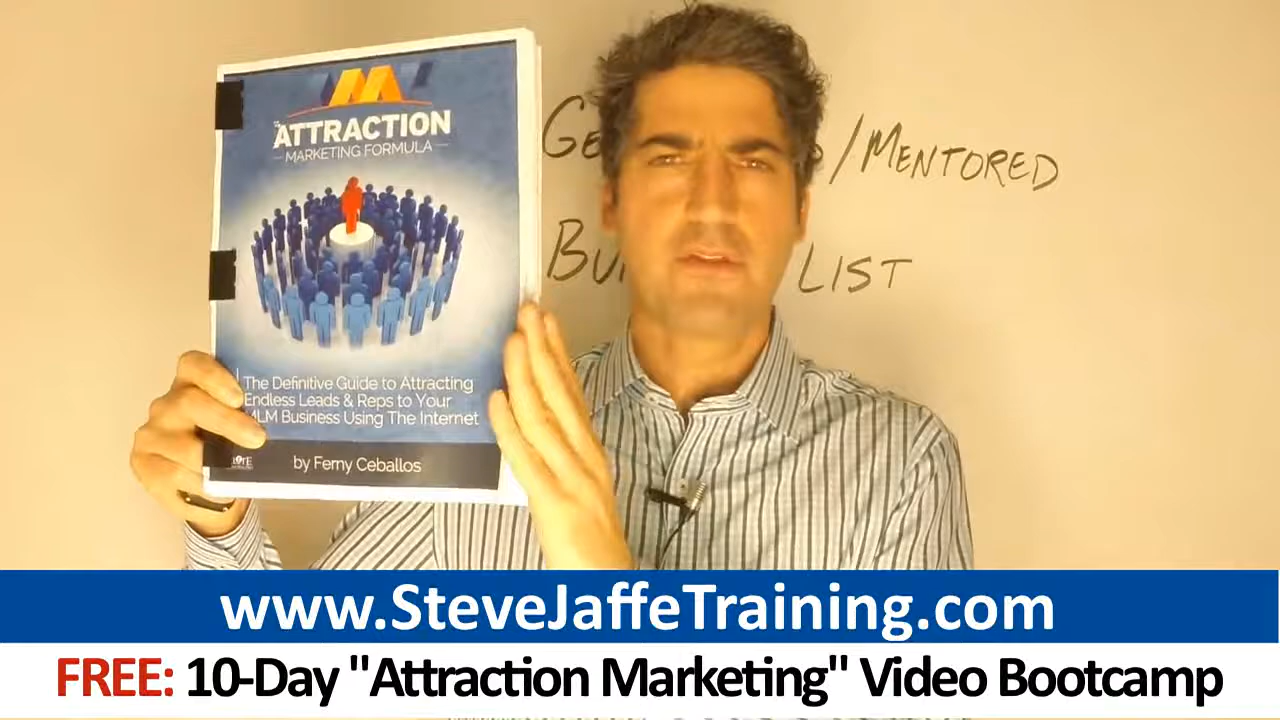 ATTRACTION
MARKETING FORMULA
The Definitive Guide to Attracting
Endless Leads & Reps to Your
MLM Business Using The Internet
by Ferny Ceballos
/MENTORED
LIST
www.SteveJaffeTraining.com
FREE: 10-Day "Attraction Marketing" Video Bootcamp